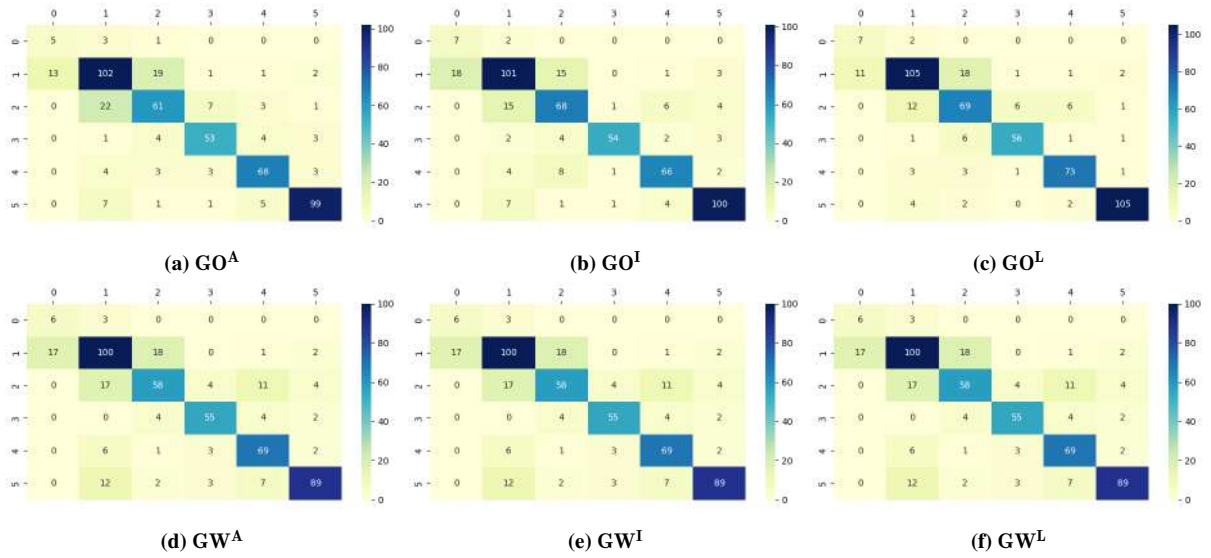 0 1 2 3 4 5
0 5 3 1 0 0 0
1 13 102 19 1 1 2
2 0 22 61 7 3 1
3 0 1 4 53 4 3
4 0 4 3 3 68 3
5 0 7 1 1 5 99
100
80
60
40
20
0
(a) GO^A
0 1 2 3 4 5
0 7 2 0 0 0 0
1 18 101 15 0 1 3
2 0 15 68 1 6 4
3 0 2 4 54 2 3
4 0 4 8 1 66 2
5 0 7 1 1 4 100
100
80
60
40
20
0
(b) GO^I
0 1 2 3 4 5
0 7 2 0 0 0 0
1 11 105 18 1 1 2
2 0 12 69 6 6 1
3 0 1 6 56 1 1
4 0 3 3 1 73 1
5 0 4 2 0 2 105
100
80
60
40
20
0
(c) GO^L
0 1 2 3 4 5
0 6 3 0 0 0 0
1 17 100 18 0 1 2
2 0 17 58 4 11 4
3 0 0 4 55 4 2
4 0 6 1 3 69 2
5 0 12 2 3 7 89
100
80
60
40
20
0
(d) GW^A
0 1 2 3 4 5
0 6 3 0 0 0 0
1 17 100 18 0 1 2
2 0 17 58 4 11 4
3 0 0 4 55 4 2
4 0 6 1 3 69 2
5 0 12 2 3 7 89
100
80
60
40
20
0
(e) GW^I
0 1 2 3 4 5
0 6 3 0 0 0 0
1 17 100 18 0 1 2
2 0 17 58 4 11 4
3 0 0 4 55 4 2
4 0 6 1 3 69 2
5 0 12 2 3 7 89
100
80
60
40
20
0
(f) GW^L